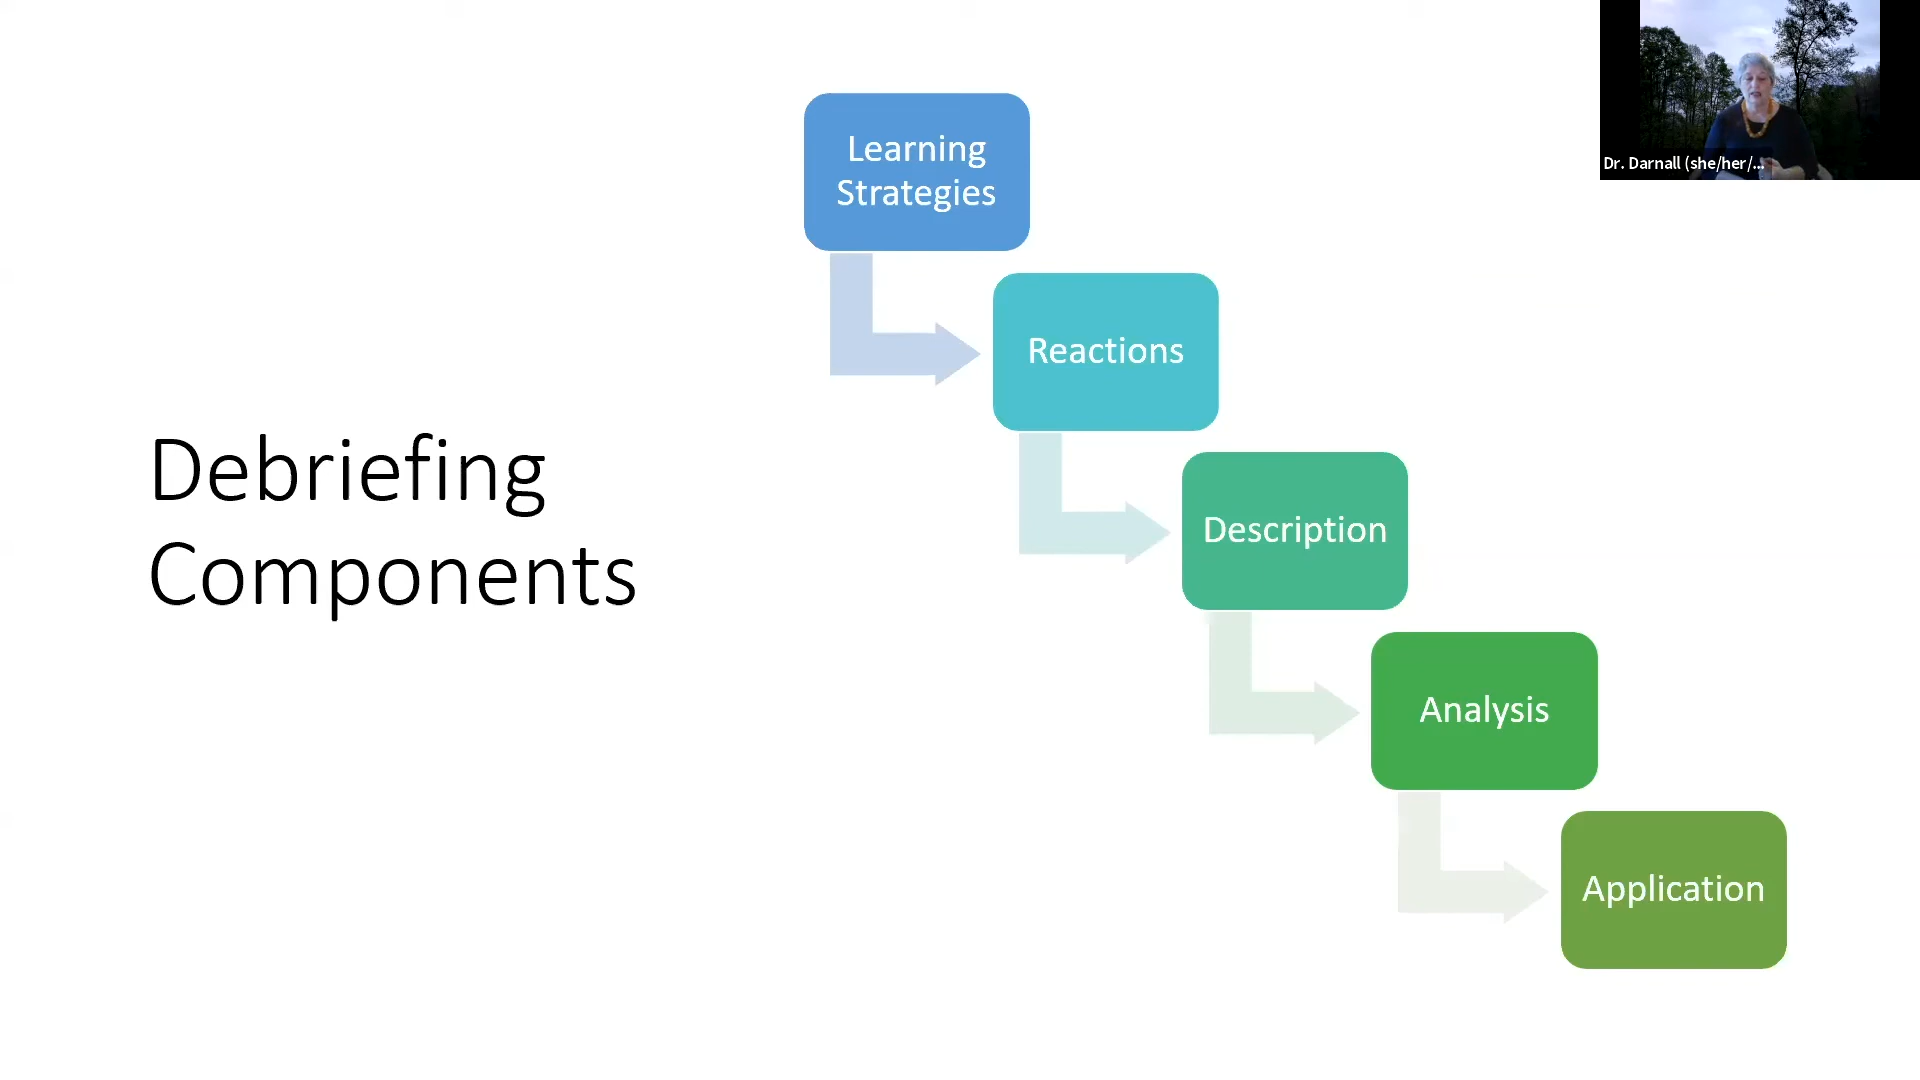 Debriefing
Components
Learning
Strategies
Reactions
Description
Analysis
Application
Dr. Darnall (she/her/...